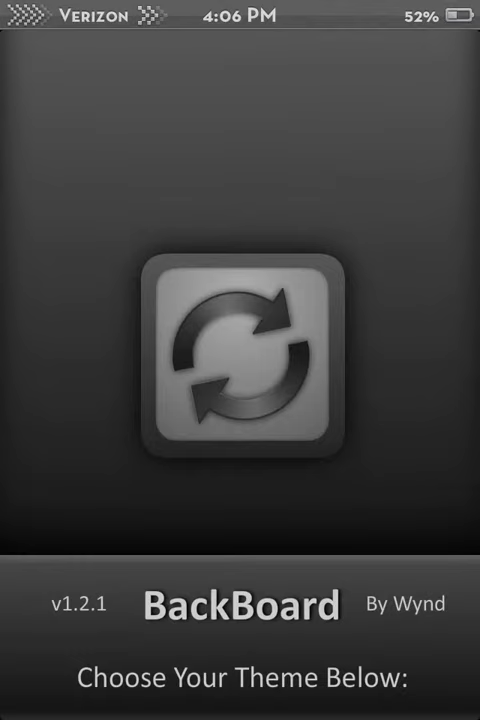 VERIZON 4:06 PM 52%
v1.2.1 BackBoard By Wynd
Choose Your Theme Below: